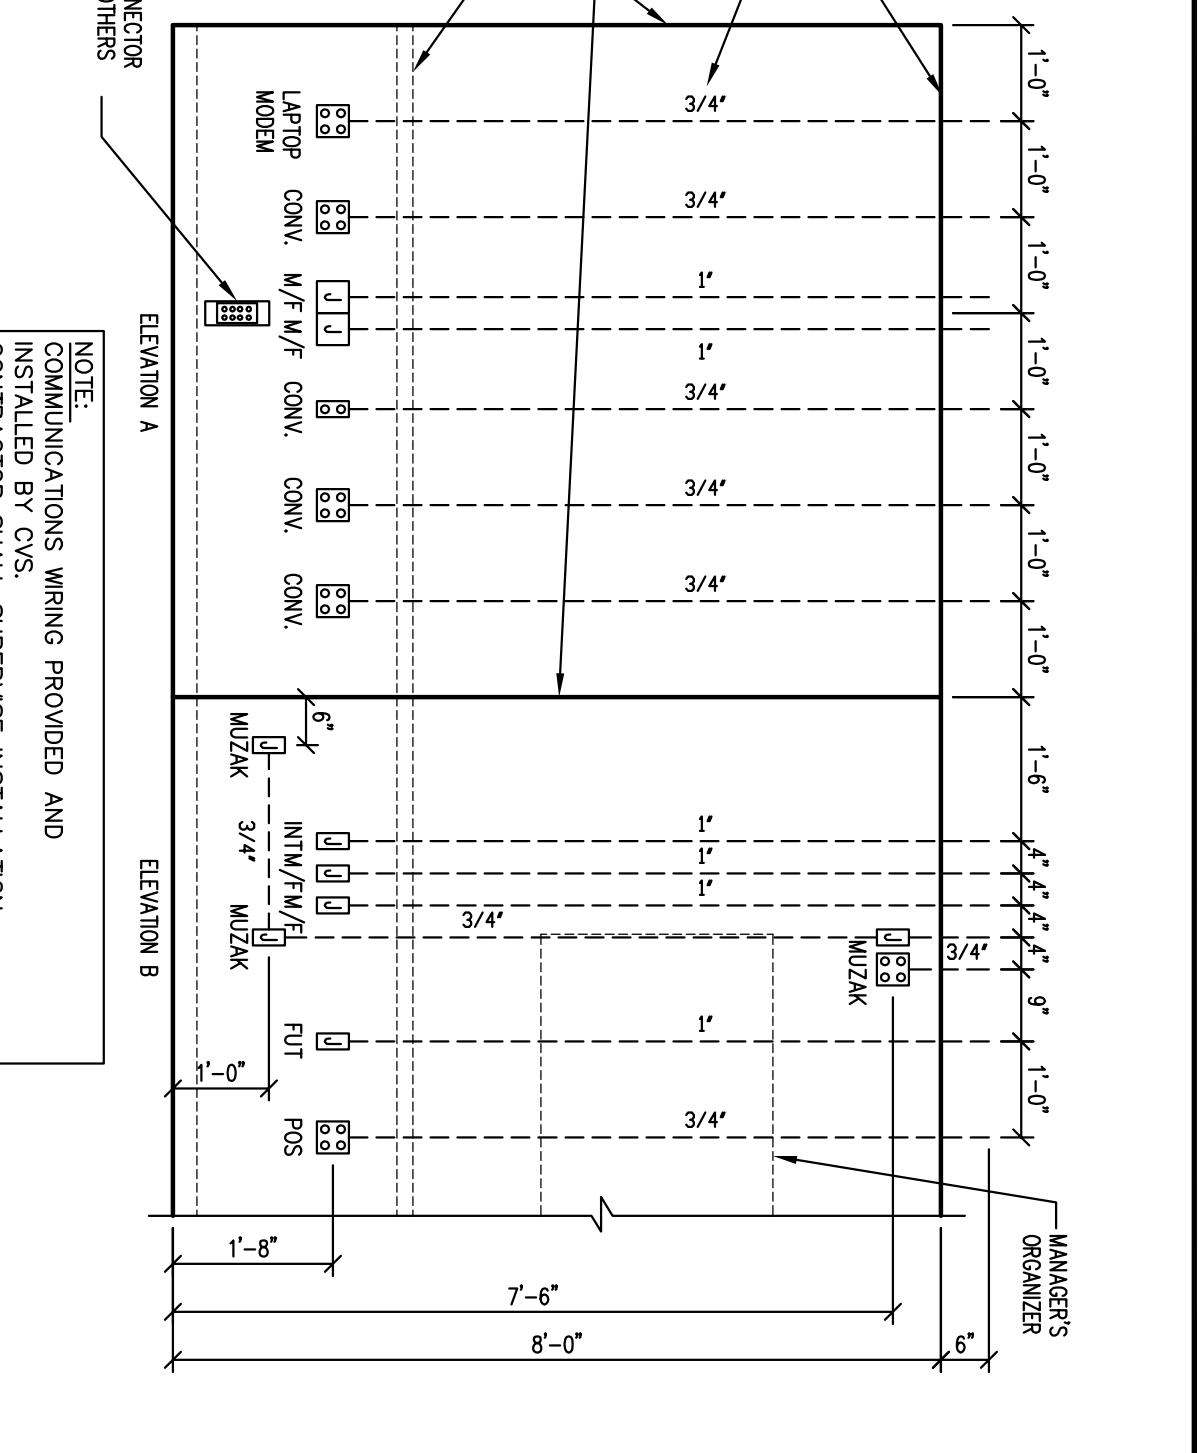 1'-0"
1'-0"
1'-0"
1'-0"
1'-0"
1'-0"
1'-0"
1'-6"
4"
4"
4"
4"
9"
1'-0"
3/4"
3/4"
3/4"
1"
1"
3/4"
3/4"
3/4"
1"
1"
1"
3/4"
1"
3/4"
MUZAK
MANAGER'S
ORGANIZER
LAPTOP
MODEM
CONV.
M/F
M/F
CONV.
CONV.
CONV.
6"
MUZAK
3/4"
INT
M/F
M/F
MUZAK
FUT
POS
1'-0"
1'-8"
7'-6"
8'-0"
6"
NECTOR
OTHERS
ELEVATION A
ELEVATION B
NOTE:
COMMUNICATIONS WIRING PROVIDED AND
INSTALLED BY CVS.